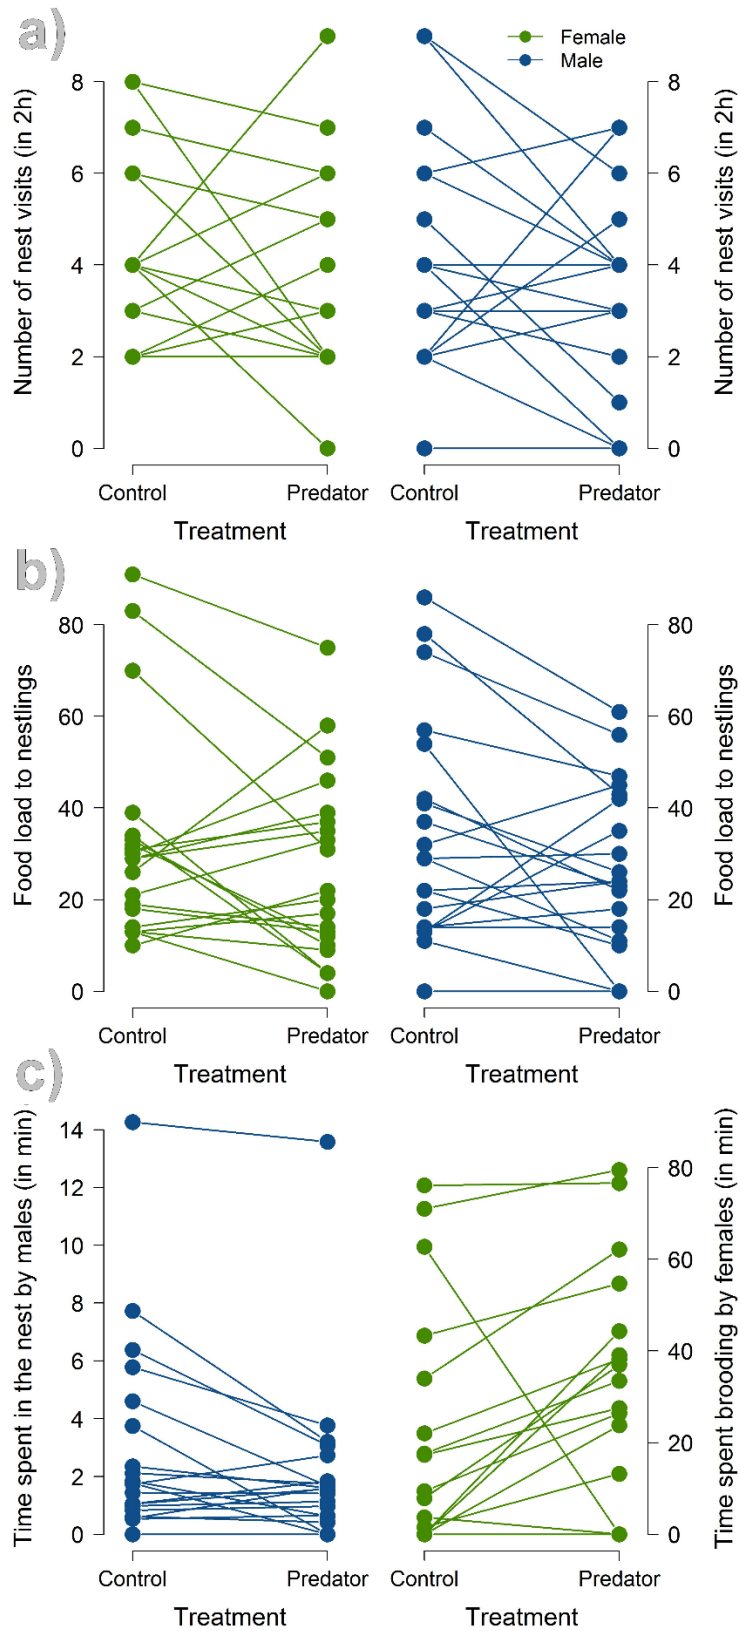 a)
Female
Male
Number of nest visits (in 2h)
8
6
4
2
0
8
6
4
2
0
Number of nest visits (in 2h)
Control
Predator
Control
Predator
Treatment
Treatment
b)
Food load to nestlings
80
60
40
20
0
80
60
40
20
0
Food load to nestlings
Control
Predator
Control
Predator
Treatment
Treatment
c)
Time spent in the nest by males (in min)
14
12
10
8
6
4
2
0
80
60
40
20
0
Time spent brooding by females (in min)
Control
Predator
Control
Predator
Treatment
Treatment